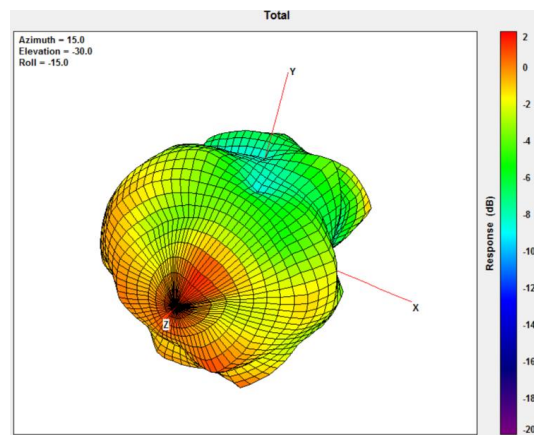 Total
Azimuth = 15.0
Elevation = -30.0
Roll = -15.0
Y
X
Z
Response (dB)
2
0
-2
-4
-6
-8
-10
-12
-14
-16
-18
-20